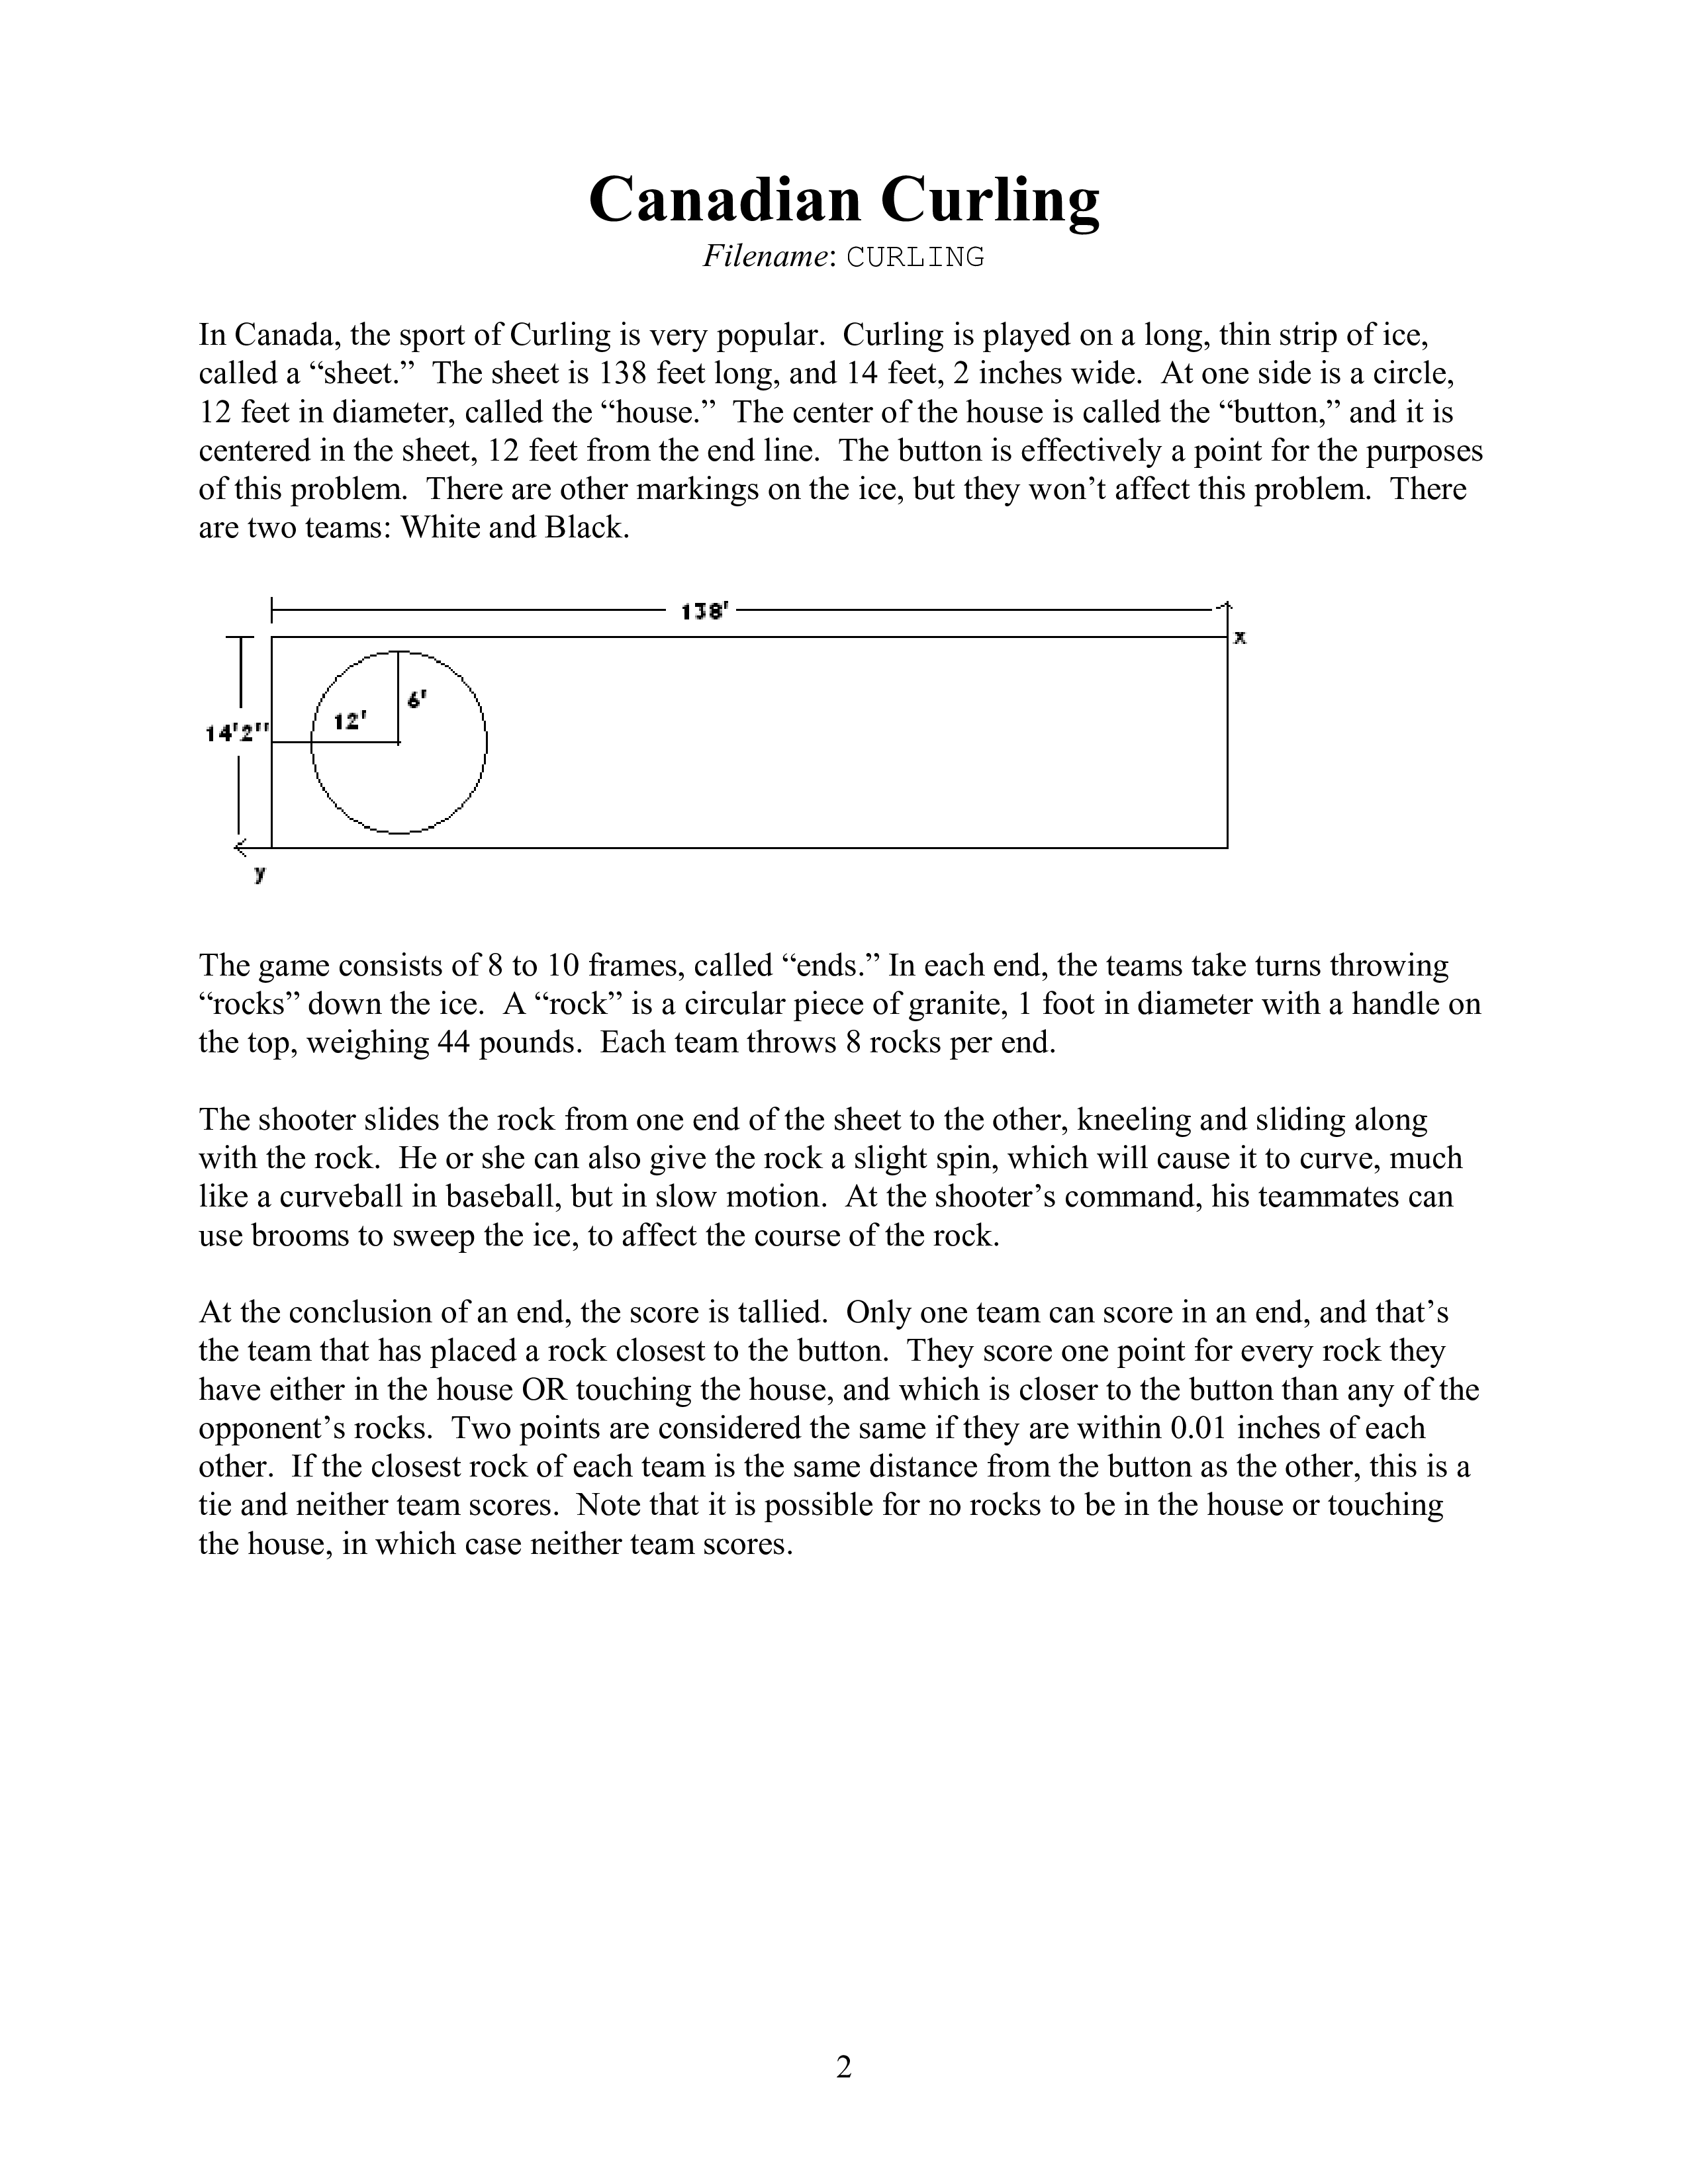 Canadian Curling
Filename: CURLING
In Canada, the sport of Curling is very popular.  Curling is played on a long, thin strip of ice,
called a “sheet.”  The sheet is 138 feet long, and 14 feet, 2 inches wide.  At one side is a circle,
12 feet in diameter, called the “house.”  The center of the house is called the “button,” and it is
centered in the sheet, 12 feet from the end line.  The button is effectively a point for the purposes
of this problem.  There are other markings on the ice, but they won’t affect this problem.  There
are two teams: White and Black.
138'
x
6'
12'
14'2''
y
The game consists of 8 to 10 frames, called “ends.” In each end, the teams take turns throwing
“rocks” down the ice.  A “rock” is a circular piece of granite, 1 foot in diameter with a handle on
the top, weighing 44 pounds.  Each team throws 8 rocks per end.
The shooter slides the rock from one end of the sheet to the other, kneeling and sliding along
with the rock.  He or she can also give the rock a slight spin, which will cause it to curve, much
like a curveball in baseball, but in slow motion.  At the shooter’s command, his teammates can
use brooms to sweep the ice, to affect the course of the rock.
At the conclusion of an end, the score is tallied.  Only one team can score in an end, and that’s
the team that has placed a rock closest to the button.  They score one point for every rock they
have either in the house OR touching the house, and which is closer to the button than any of the
opponent’s rocks.  Two points are considered the same if they are within 0.01 inches of each
other.  If the closest rock of each team is the same distance from the button as the other, this is a
tie and neither team scores.  Note that it is possible for no rocks to be in the house or touching
the house, in which case neither team scores.
2